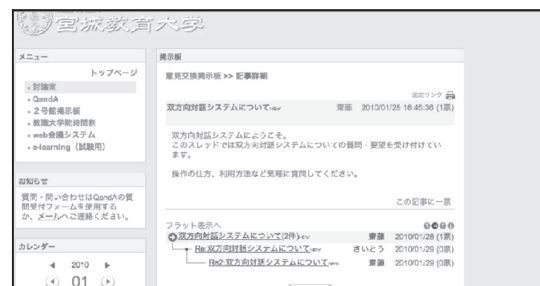 宮城教育大学
メニュー
トップページ
討論室
QandA
２号館掲示板
教職大学院時間割
web会議システム
e-learning（試験用）
お知らせ
質問・問い合わせはQandAの質
問受付フォームを使用する
か、メールへご連絡ください。
カレンダー
2010
01
掲示板
意見交換掲示板 >> 記事詳細
固定リンク
双方向対話システムについて 齋藤 2010/01/28 16:45:36 (1票)
双方向対話システムにようこそ。
このスレッドでは双方向対話システムについての質問・要望を受け付けてい
ます。
操作の仕方、利用方法など気軽に質問してください。
この記事に一票
フラット表示へ
双方向対話システムについて(2件) 齋藤 2010/01/28 (1票)
Re:双方向対話システムについて さいとう 2010/01/29 (0票)
Re2:双方向対話システムについて 齋藤 2010/01/29 (0票)